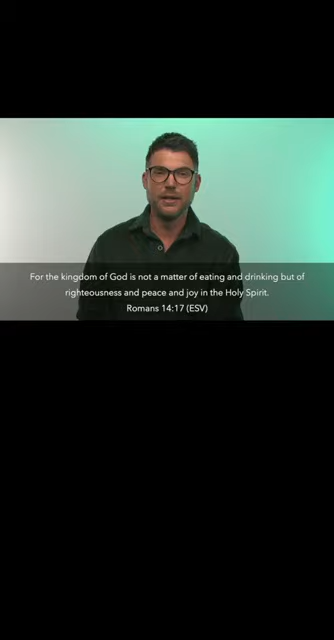 For the kingdom of God is not a matter of eating and drinking but of
righteousness and peace and joy in the Holy Spirit.
Romans 14:17 (ESV)